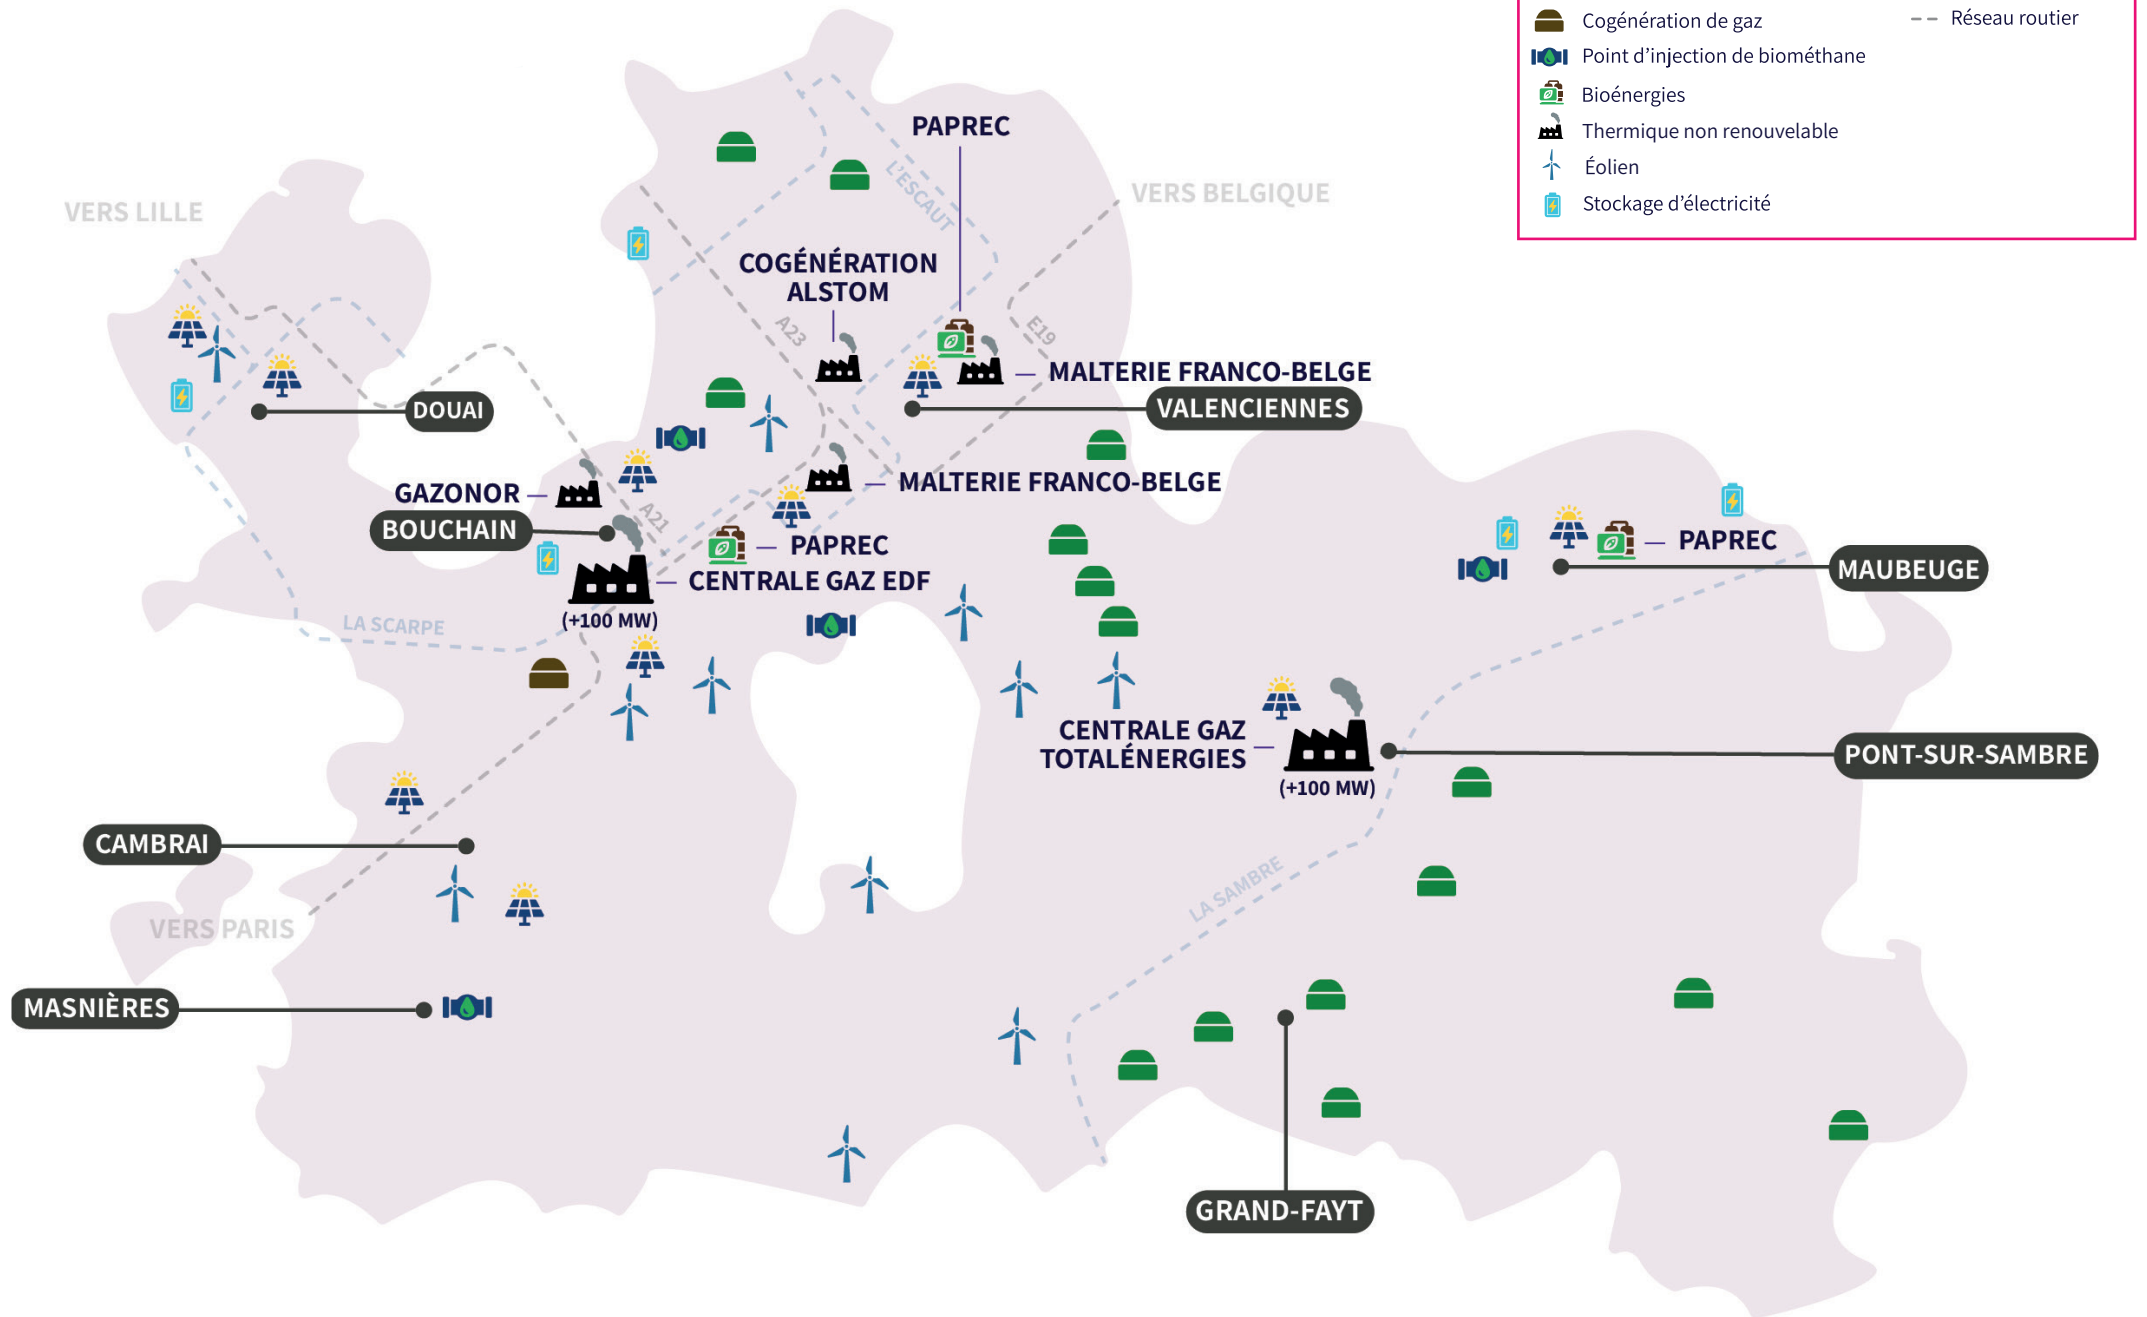 Cogénération de gaz
Réseau routier
Point d'injection de biométhane
Bioénergies
Thermique non renouvelable
Éolien
Stockage d'électricité
PAPREC
L'ESCAUT
VERS BELGIQUE
VERS LILLE
COGÉNÉRATION
ALSTOM
A23
E19
MALTERIE FRANCO-BELGE
DOUAI
VALENCIENNES
GAZONOR
MALTERIE FRANCO-BELGE
A21
BOUCHAIN
PAPREC
PAPREC
CENTRALE GAZ EDF
MAUBEUGE
(+100 MW)
LA SCARPE
CENTRALE GAZ
TOTALÉNERGIES
PONT-SUR-SAMBRE
(+100 MW)
CAMBRAI
LA SAMBRE
VERS PARIS
MASNIÈRES
GRAND-FAYT